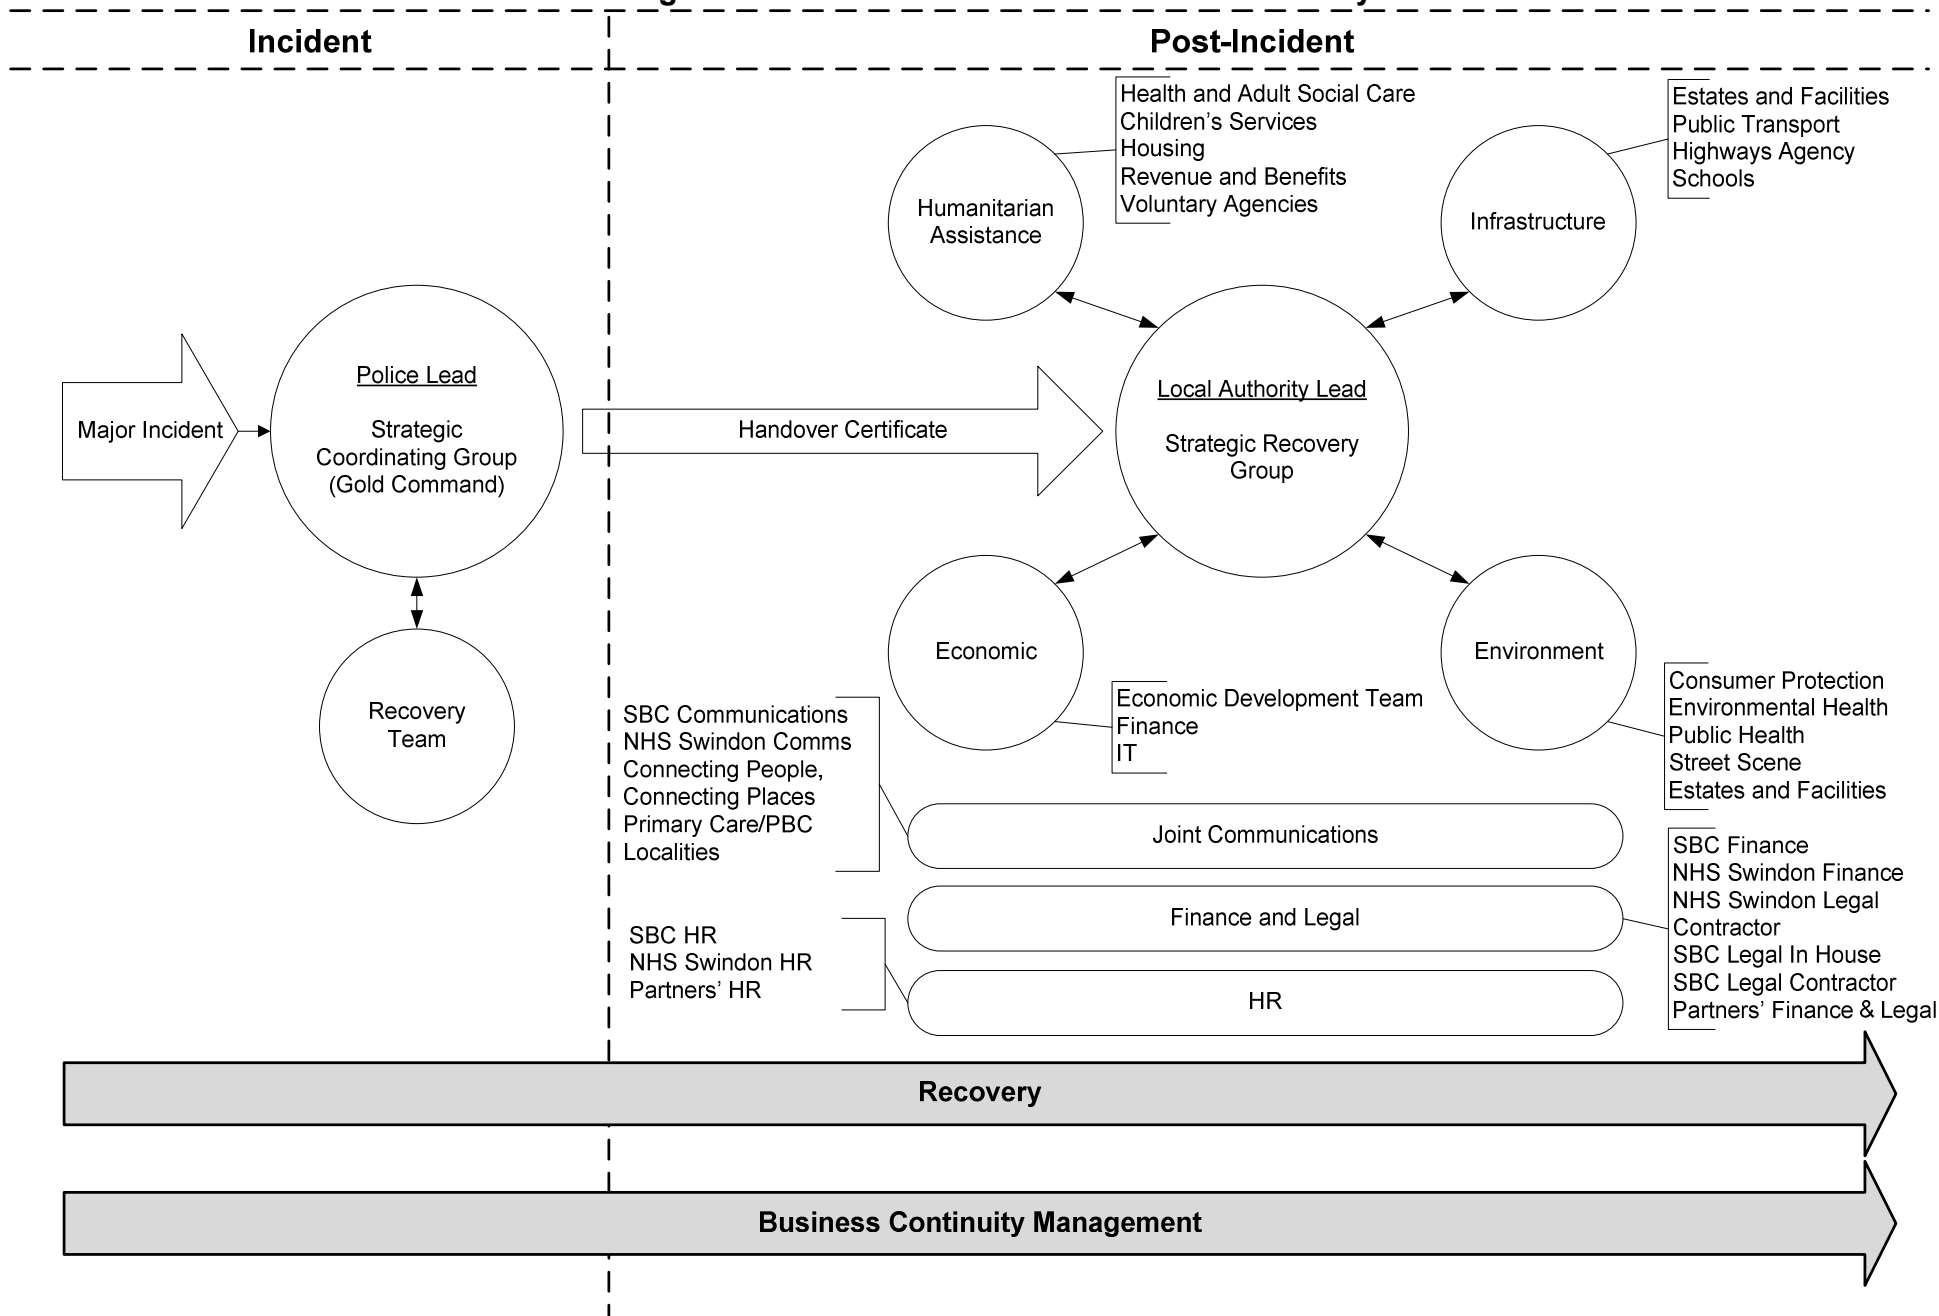 Incident
Post-Incident
Health and Adult Social Care
Children's Services
Housing
Revenue and Benefits
Voluntary Agencies
Estates and Facilities
Public Transport
Highways Agency
Schools
Humanitarian
Assistance
Infrastructure
Major Incident
Police Lead
Strategic
Coordinating Group
(Gold Command)
Handover Certificate
Local Authority Lead
Strategic Recovery
Group
Recovery
Team
Economic
Environment
Economic Development Team
Finance
IT
Consumer Protection
Environmental Health
Public Health
Street Scene
Estates and Facilities
SBC Communications
NHS Swindon Comms
Connecting People,
Connecting Places
Primary Care/PBC
Localities
Joint Communications
Finance and Legal
SBC Finance
NHS Swindon Finance
NHS Swindon Legal
Contractor
SBC Legal In House
SBC Legal Contractor
Partners' Finance & Legal
SBC HR
NHS Swindon HR
Partners' HR
HR
Recovery
Business Continuity Management